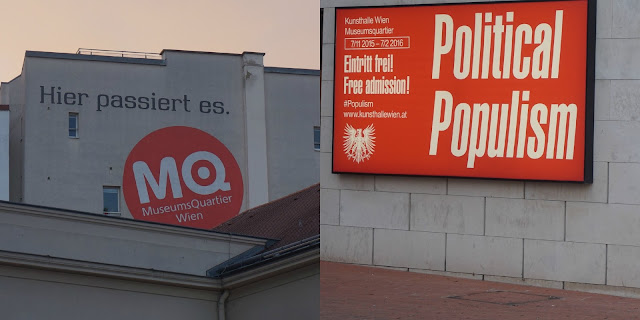 Hier passiert es.
MQ
MuseumsQuartier
Wien
Kunsthalle Wien
Museumsquartier
7/11 2015 – 7/2 2016
Eintritt frei!
Free admission!
#Populism
www.kunsthallewien.at
Political
Populism